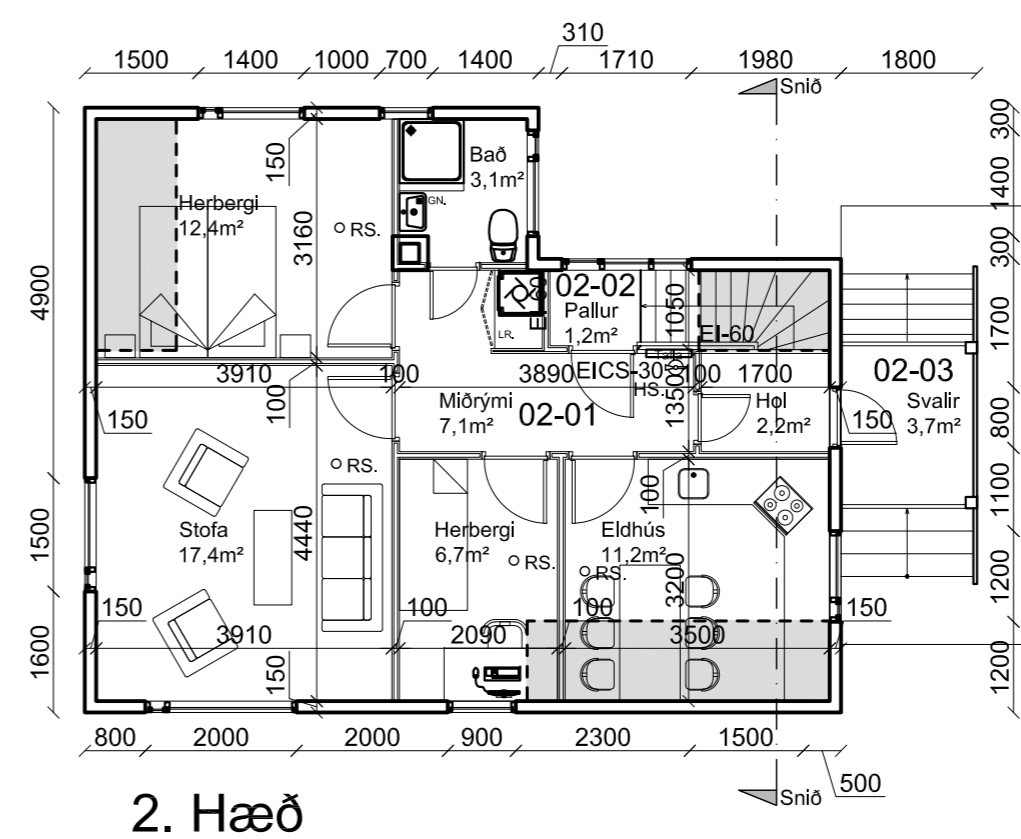 310
1500 1400 1000 700 1400 1710 1980 1800
Snið
300
1400
300
1700
800
1100
1200
1200
4900
1500
1600
Herbergi
12,4m²
150
3160
RS.
Bað
3,1m²
GN.
LR.
02-02
Pallur
1,2m²
1050
EI-60
EICS-30
HS.
3910 100 3890 100 1700
150
100
Miðrými
7,1m²
02-01
13500
Hol
2,2m²
150
02-03
Svalir
3,7m²
RS.
Stofa
17,4m²
4440
Herbergi
6,7m²
RS.
100
Eldhús
11,2m²
RS.
3200
150
3910
100
2090
100
3500
150
150
800 2000 2000 900 2300 1500
500
Snið
2. Hæð